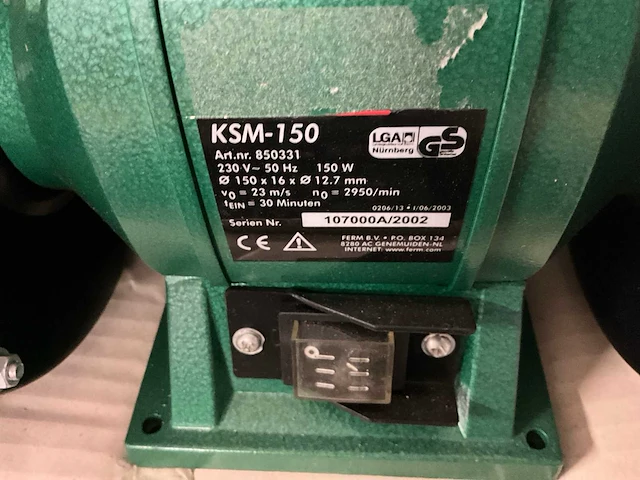 KSM-150
Art.nr. 850331
230 V~ 50 Hz 150 W
Ø 150 x 16 x Ø 12.7 mm
v0 = 23 m/s n0 = 2950/min
tEIN = 30 Minuten
0206/13 • I/06/2003
Serien Nr. 107000A/2002
CE
FERM B.V. • P.O. BOX 134
8280 AC GENEMUIDEN-NL
INTERNET: www.ferm.com
LGA
Nürnberg
GS